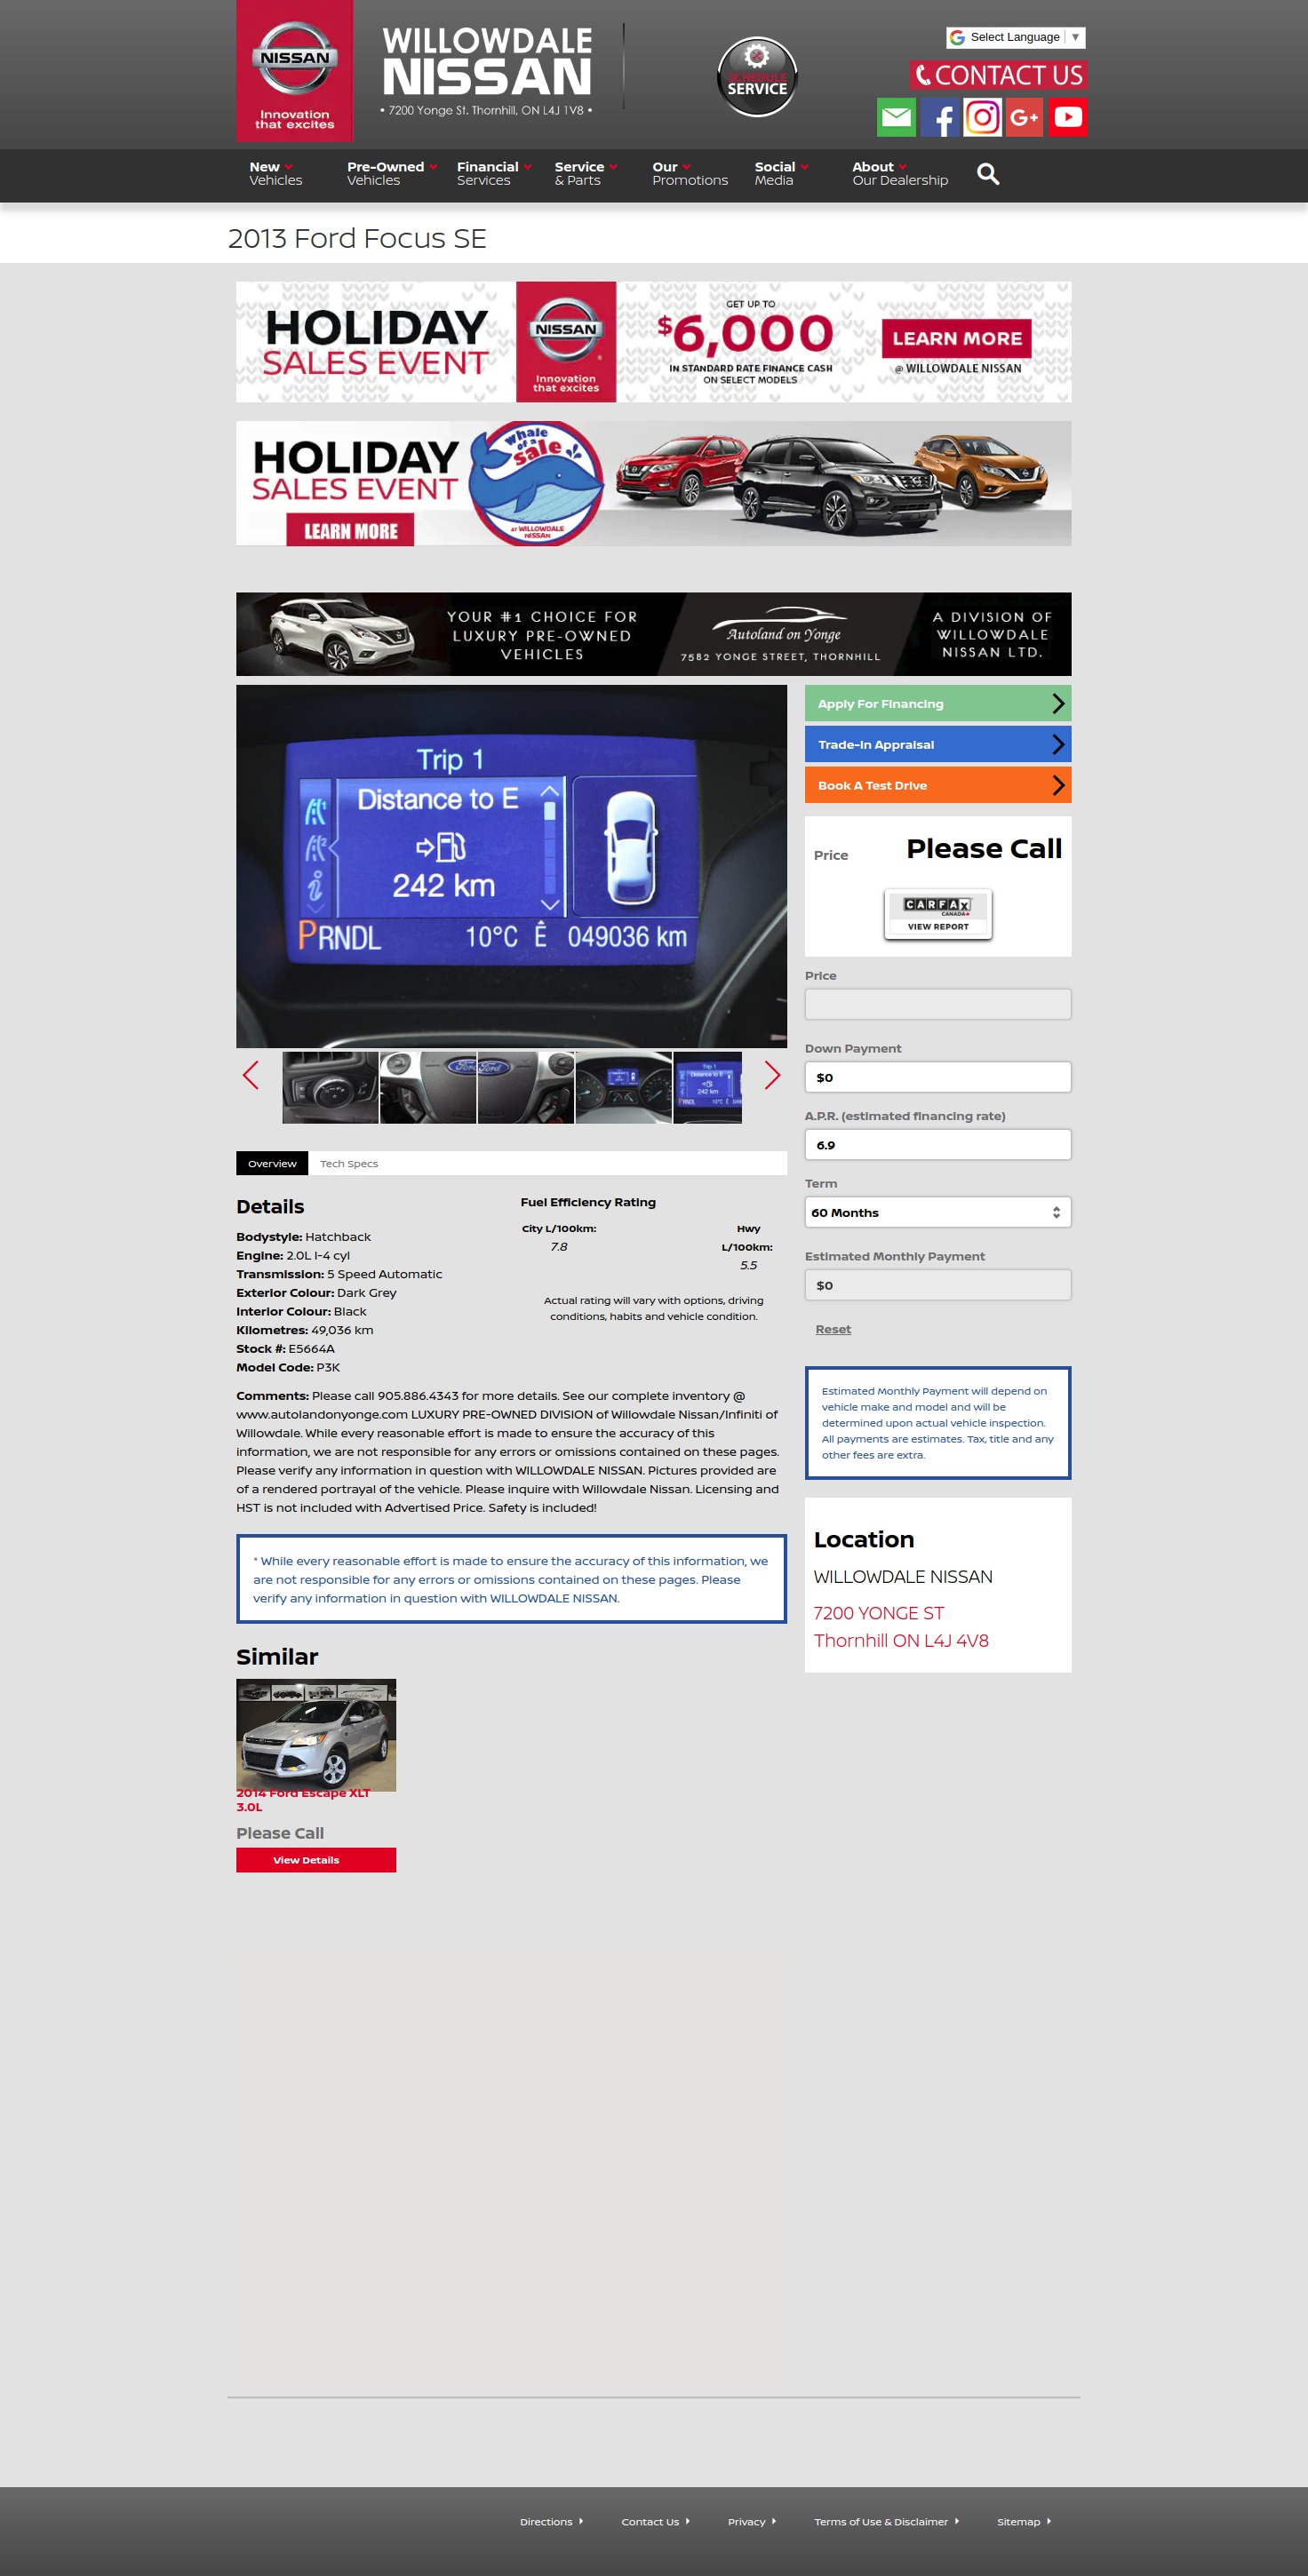 NISSAN
Innovation
that excites
WILLOWDALE
NISSAN
• 7200 Yonge St. Thornhill, ON L4J 1V8 •
SCHEDULE
SERVICE
Select Language ▼
CONTACT US
G+
New
Vehicles
Pre-Owned
Vehicles
Financial
Services
Service
& Parts
Our
Promotions
Social
Media
About
Our Dealership
2013 Ford Focus SE
HOLIDAY
SALES EVENT
NISSAN
Innovation
that excites
GET UP TO
$6,000
IN STANDARD RATE FINANCE CASH
ON SELECT MODELS
LEARN MORE
@ WILLOWDALE NISSAN
HOLIDAY
SALES EVENT
LEARN MORE
Whale
of a
Sale
AT WILLOWDALE
NISSAN
YOUR #1 CHOICE FOR
LUXURY PRE-OWNED
VEHICLES
Autoland on Yonge
7582 YONGE STREET, THORNHILL
A DIVISION OF
WILLOWDALE
NISSAN LTD.
Trip 1
Distance to E
242 km
PRNDL 10°C Ê 049036 km
Apply For Financing
Trade-In Appraisal
Book A Test Drive
Price Please Call
CARFAX
CANADA
VIEW REPORT
Price
Down Payment
$0
A.P.R. (estimated financing rate)
6.9
Term
60 Months
Estimated Monthly Payment
$0
Reset
Estimated Monthly Payment will depend on
vehicle make and model and will be
determined upon actual vehicle inspection.
All payments are estimates. Tax, title and any
other fees are extra.
Location
WILLOWDALE NISSAN
7200 YONGE ST
Thornhill ON L4J 4V8
Overview Tech Specs
Details
Bodystyle: Hatchback
Engine: 2.0L I-4 cyl
Transmission: 5 Speed Automatic
Exterior Colour: Dark Grey
Interior Colour: Black
Kilometres: 49,036 km
Stock #: E5664A
Model Code: P3K
Fuel Efficiency Rating
City L/100km:
7.8
Hwy
L/100km:
5.5
Actual rating will vary with options, driving
conditions, habits and vehicle condition.
Comments: Please call 905.886.4343 for more details. See our complete inventory @
www.autolandonyonge.com LUXURY PRE-OWNED DIVISION of Willowdale Nissan/Infiniti of
Willowdale. While every reasonable effort is made to ensure the accuracy of this
information, we are not responsible for any errors or omissions contained on these pages.
Please verify any information in question with WILLOWDALE NISSAN. Pictures provided are
of a rendered portrayal of the vehicle. Please inquire with Willowdale Nissan. Licensing and
HST is not included with Advertised Price. Safety is included!
* While every reasonable effort is made to ensure the accuracy of this information, we
are not responsible for any errors or omissions contained on these pages. Please
verify any information in question with WILLOWDALE NISSAN.
Similar
2014 Ford Escape XLT
3.0L
Please Call
View Details
Directions
Contact Us
Privacy
Terms of Use & Disclaimer
Sitemap